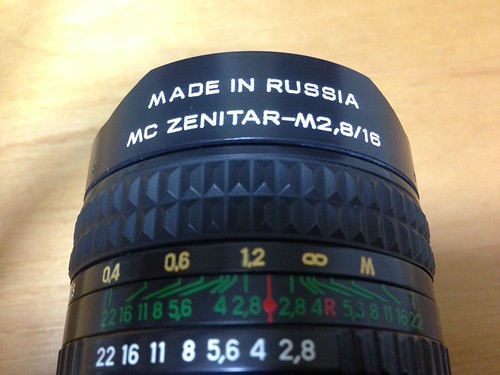 MADE IN RUSSIA
MC ZENITAR–M2,8/16
0,4 0,6 1,2 ∞ M
22 16 11 8 5,6 4 2,8 2,8 4 R 5,3 8 11 16 22
22 16 11 8 5,6 4 2,8